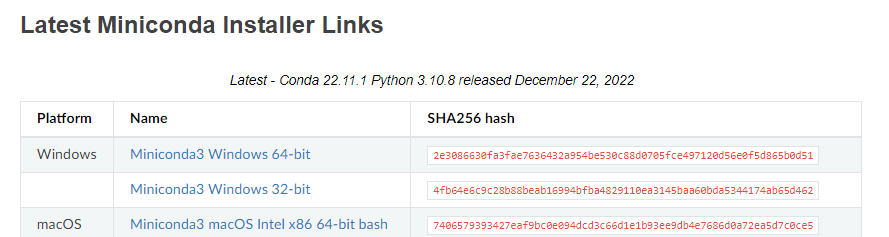 Latest Miniconda Installer Links
Latest - Conda 22.11.1 Python 3.10.8 released December 22, 2022
Platform Name SHA256 hash
Windows Miniconda3 Windows 64-bit 2e3086630fa3fae7636432a954be530c88d0705fce497120d56e0f5d865b0d51
Miniconda3 Windows 32-bit 4fb64e6c9c28b88beab16994bfba4829110ea3145baa60bda5344174ab65d462
macOS Miniconda3 macOS Intel x86 64-bit bash 7406579393427eaf9bc0e094dcd3c66d1e1b93ee9db4e7686d0a72ea5d7c0ce5